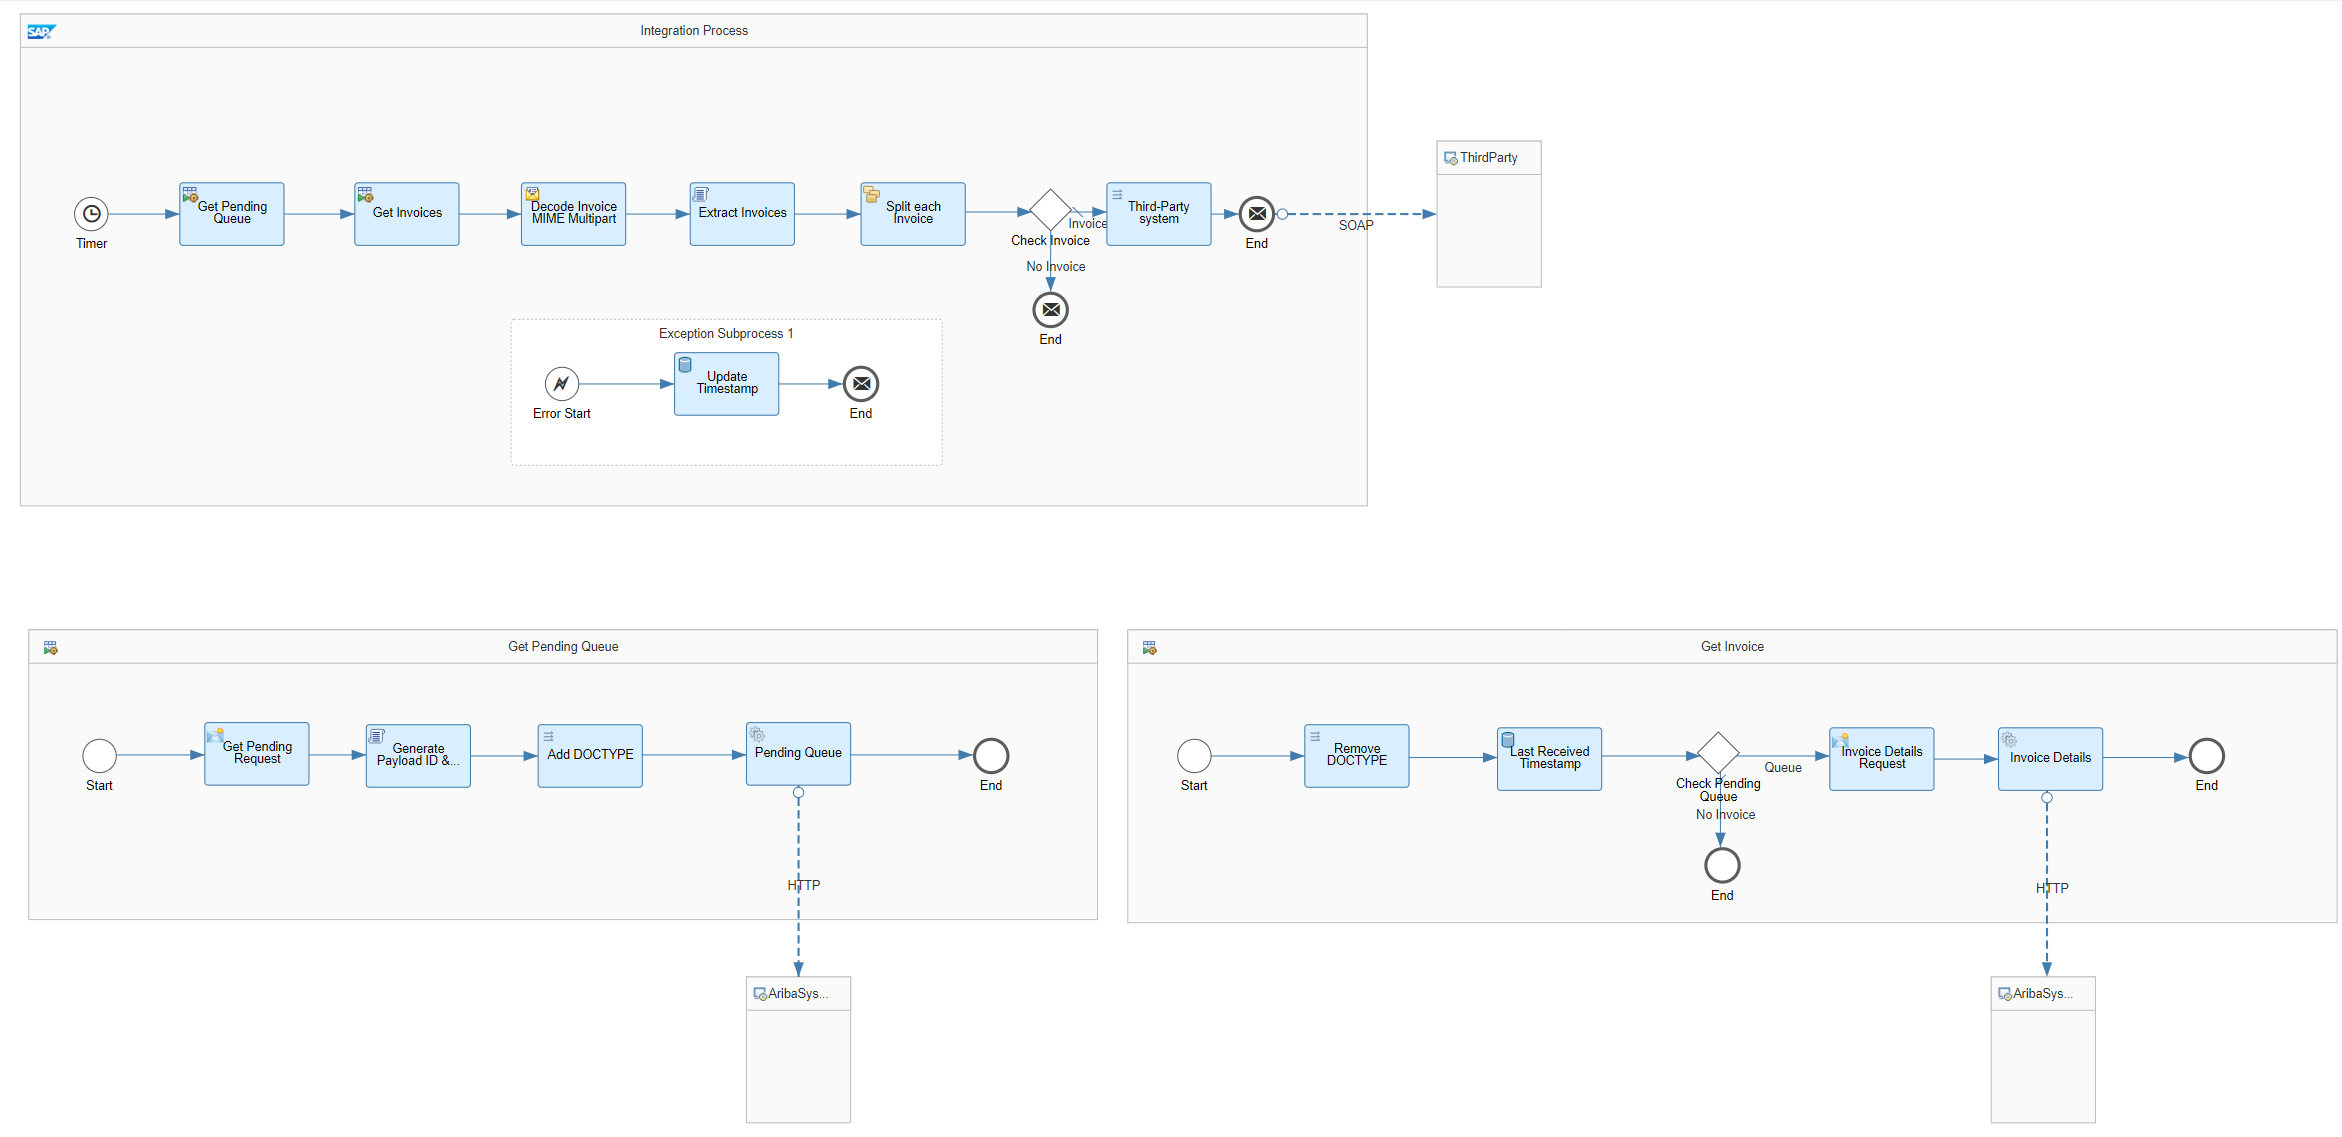 SAP
Integration Process
ThirdParty
Get Pending
Queue
Get Invoices
Decode Invoice
MIME Multipart
Extract Invoices
Split each
Invoice
Invoice
Third-Party
system
SOAP
Timer
Check Invoice
End
No Invoice
End
Exception Subprocess 1
Update
Timestamp
Error Start
End
Get Pending Queue
Get Pending
Request
Generate
Payload ID &...
Add DOCTYPE
Pending Queue
Start
End
HTTP
AribaSys...
Get Invoice
Remove
DOCTYPE
Last Received
Timestamp
Queue
Invoice Details
Request
Invoice Details
Start
Check Pending
Queue
No Invoice
End
End
HTTP
AribaSys...